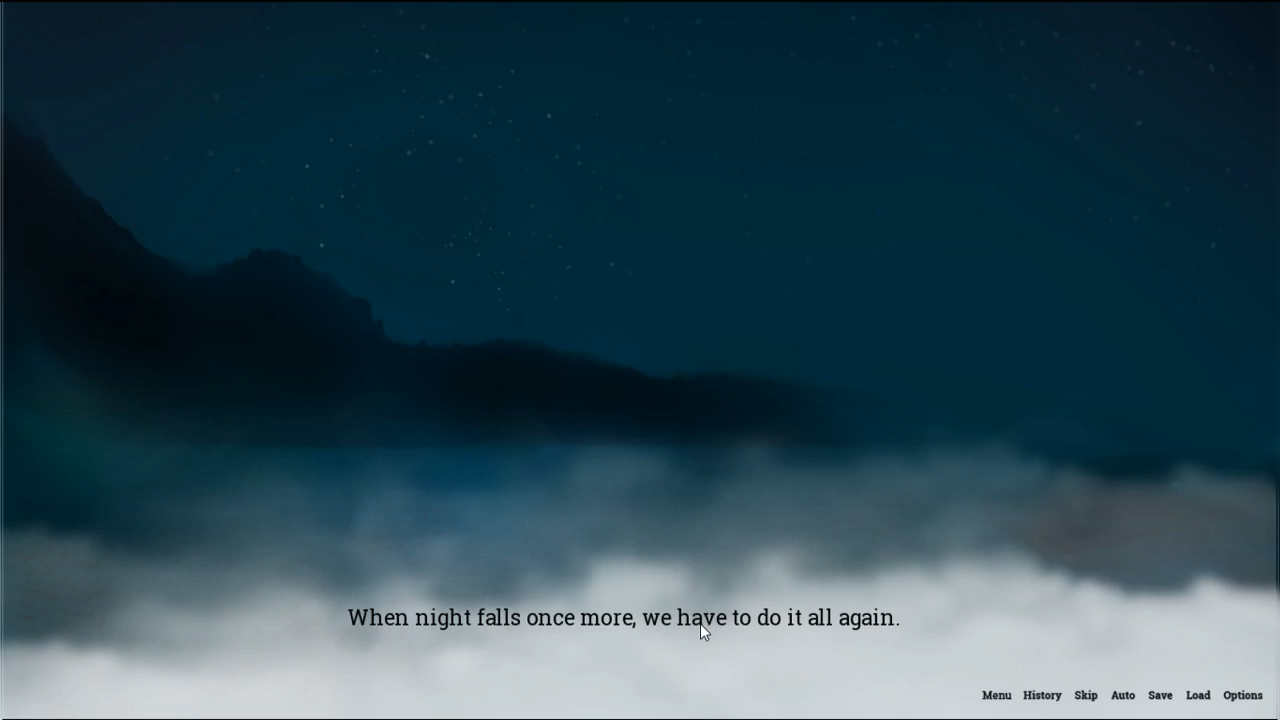 When night falls once more, we have to do it all again.
Menu History Skip Auto Save Load Options